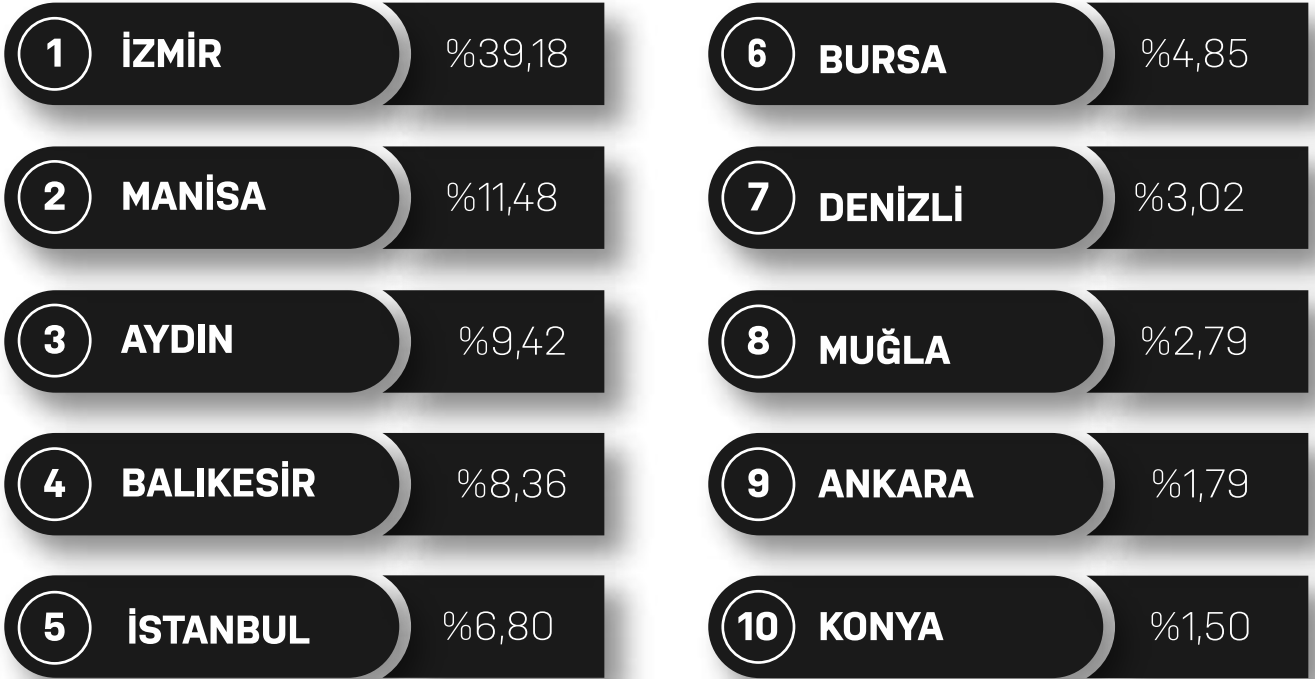 1 İZMİR %39,18
2 MANİSA %11,48
3 AYDIN %9,42
4 BALIKESİR %8,36
5 İSTANBUL %6,80
6 BURSA %4,85
7 DENİZLİ %3,02
8 MUĞLA %2,79
9 ANKARA %1,79
10 KONYA %1,50